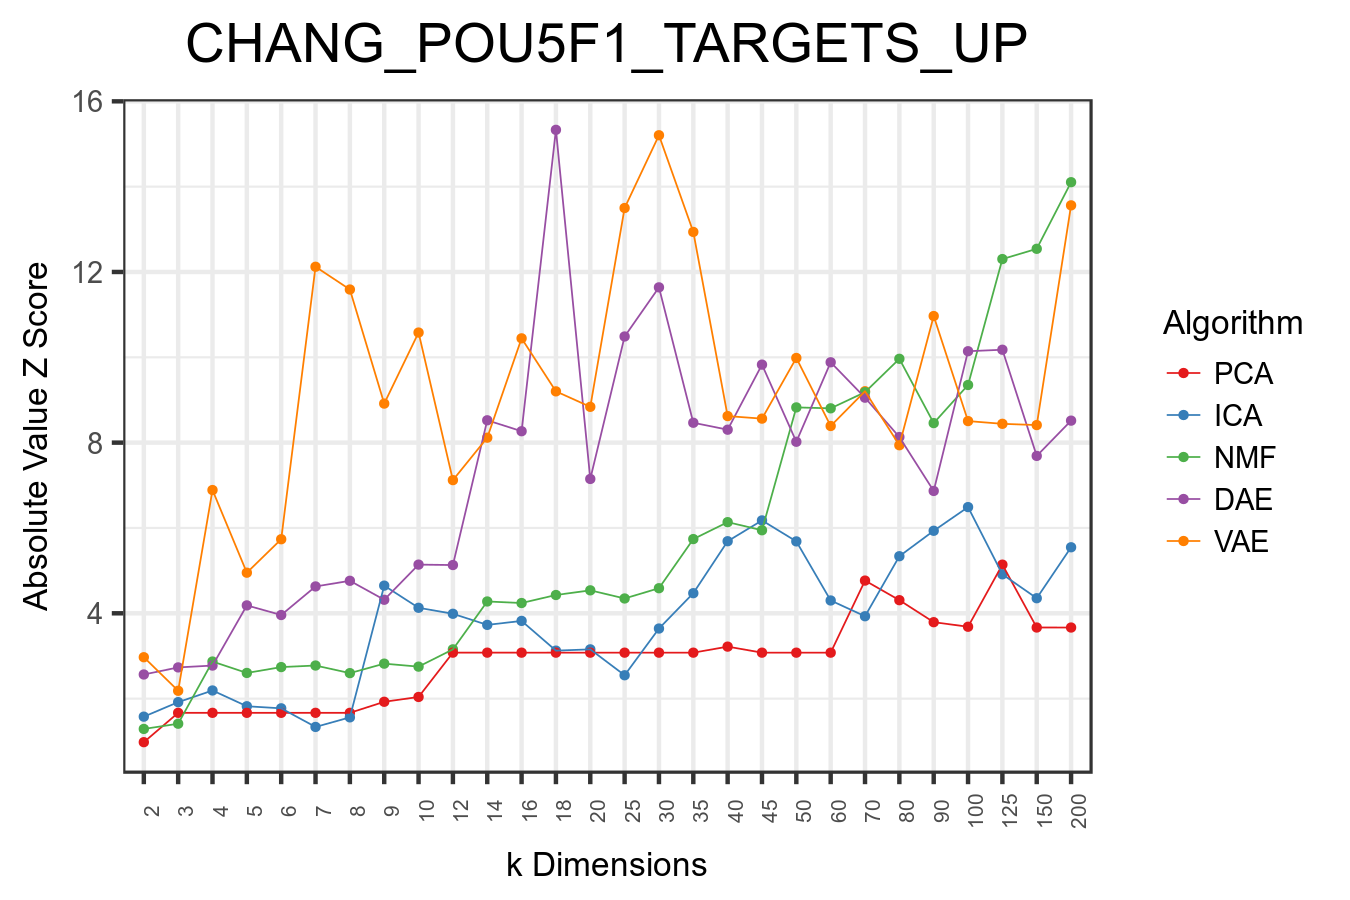 CHANG_POU5F1_TARGETS_UP
16
12
8
4
Absolute Value Z Score
2 3 4 5 6 7 8 9 10 12 14 16 18 20 25 30 35 40 45 50 60 70 80 90 100 125 150 200
k Dimensions
Algorithm
PCA
ICA
NMF
DAE
VAE